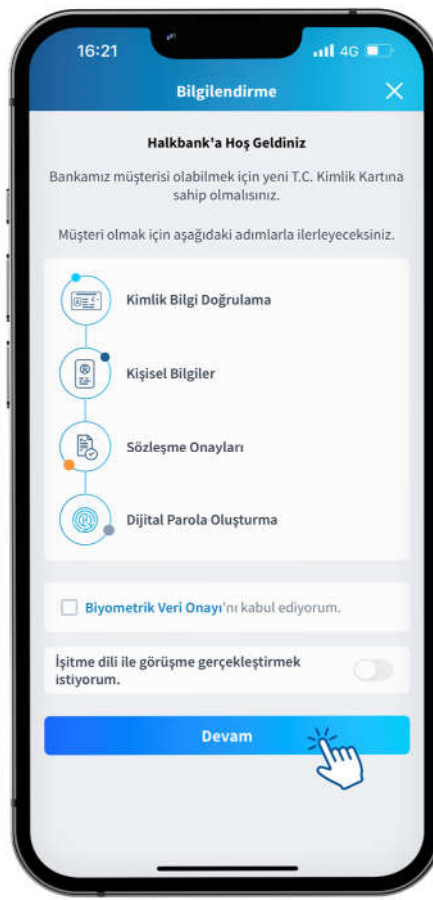 16:21
4G
Bilgilendirme
Halkbank'a Hoş Geldiniz
Bankamız müşterisi olabilmek için yeni T.C. Kimlik Kartına
sahip olmalısınız.
Müşteri olmak için aşağıdaki adımlarla ilerleyeceksiniz.
Kimlik Bilgi Doğrulama
Kişisel Bilgiler
Sözleşme Onayları
Dijital Parola Oluşturma
Biyometrik Veri Onayı'nı kabul ediyorum.
İşitme dili ile görüşme gerçekleştirmek
istiyorum.
Devam